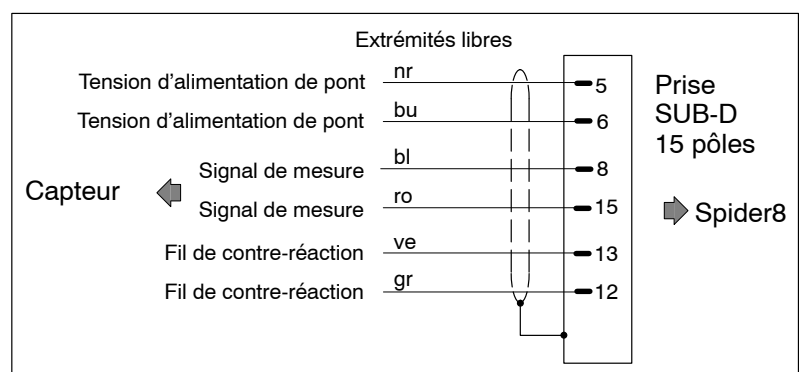 Extrémités libres
Tension d'alimentation de pont nr 5
Tension d'alimentation de pont bu 6
Signal de mesure bl 8
Signal de mesure ro 15
Fil de contre-réaction ve 13
Fil de contre-réaction gr 12
Capteur
Prise
SUB-D
15 pôles
Spider8